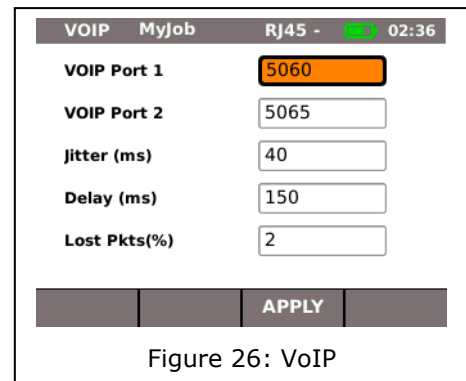 VOIP MyJob RJ45 - 02:36
VOIP Port 1 5060
VOIP Port 2 5065
Jitter (ms) 40
Delay (ms) 150
Lost Pkts(%) 2
APPLY
Figure 26: VoIP